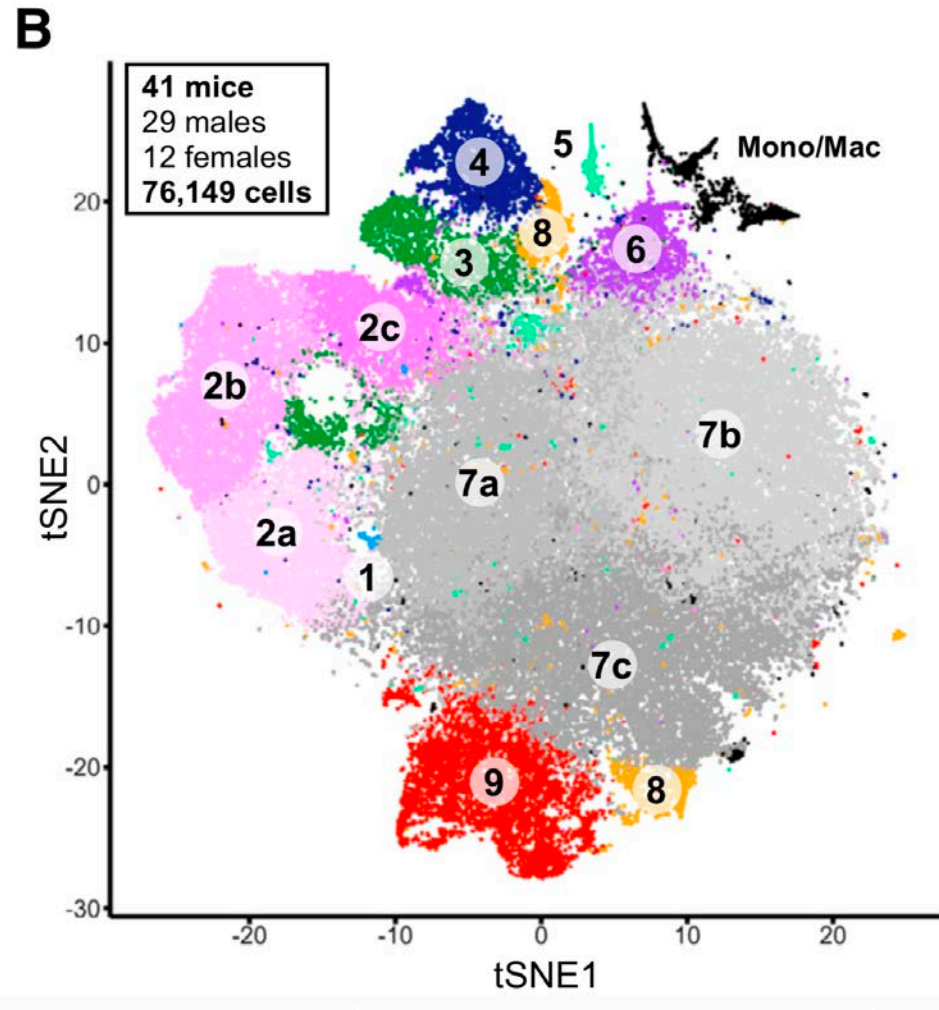 B
41 mice
29 males
12 females
76,149 cells
4
5
Mono/Mac
8
6
3
2c
2b
7b
7a
2a
1
7c
9
8
20
10
0
-10
-20
-30
tSNE2
-20 -10 0 10 20
tSNE1